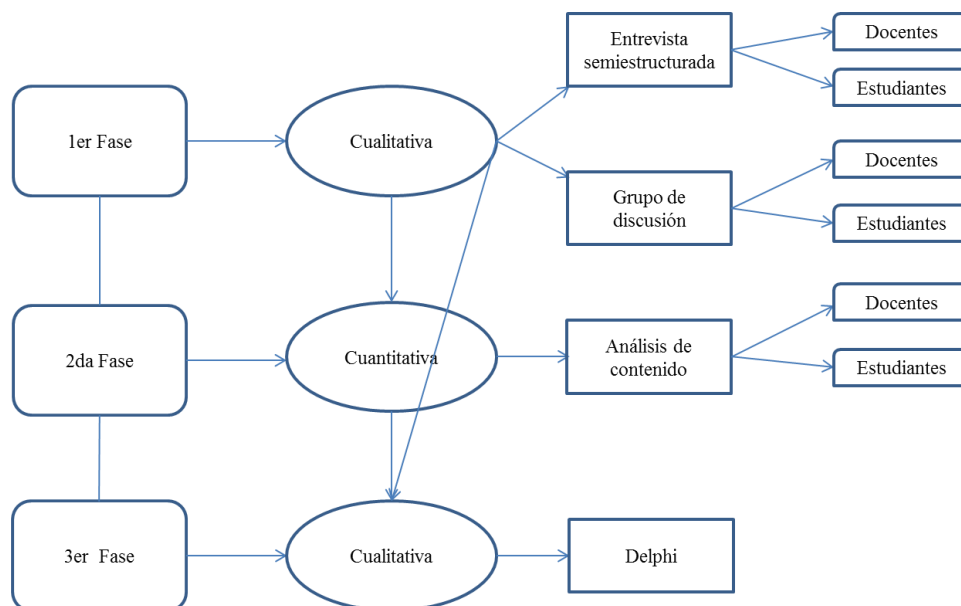 1er Fase
Cualitativa
Entrevista
semiestructurada
Docentes
Estudiantes
Grupo de
discusión
Docentes
Estudiantes
2da Fase
Cuantitativa
Análisis de
contenido
Docentes
Estudiantes
3er Fase
Cualitativa
Delphi